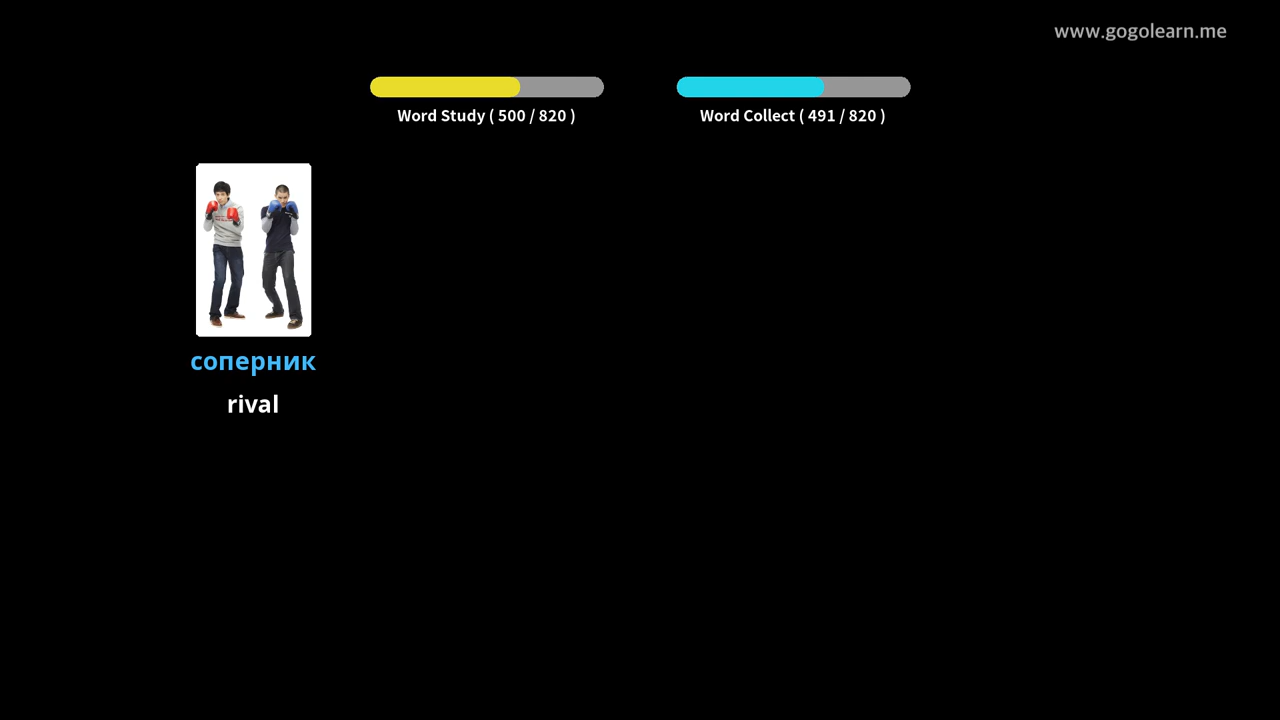 www.gogolearn.me
Word Study ( 500 / 820 )
Word Collect ( 491 / 820 )
соперник
rival